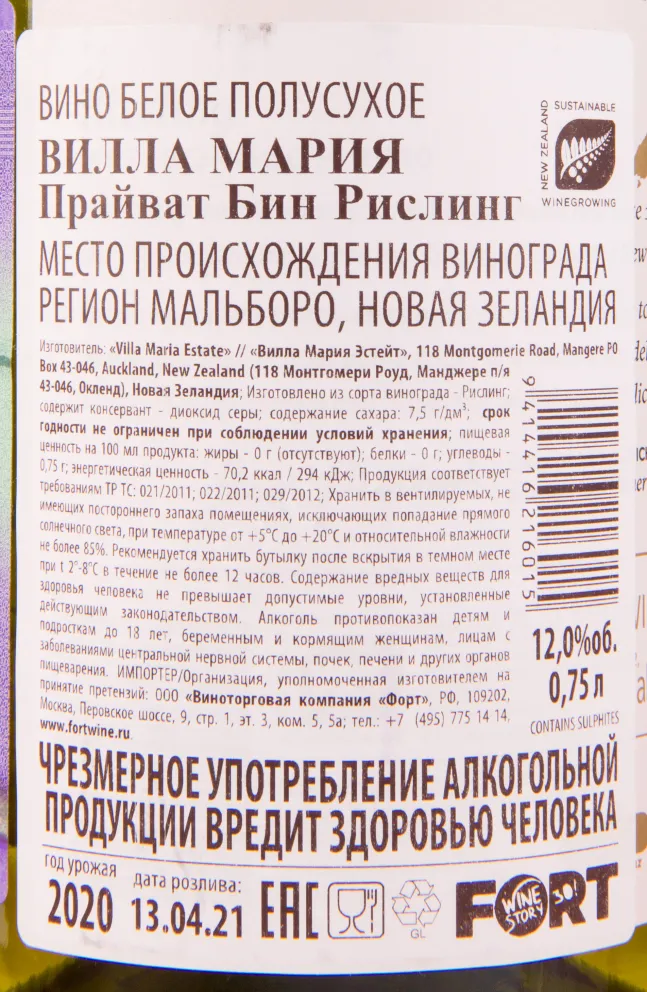 ВИНО БЕЛОЕ ПОЛУСУХОЕ
ВИЛЛА МАРИЯ
Прайват Бин Рислинг
SUSTAINABLE
NEW ZEALAND
WINEGROWING
МЕСТО ПРОИСХОЖДЕНИЯ ВИНОГРАДА
РЕГИОН МАЛЬБОРО, НОВАЯ ЗЕЛАНДИЯ
Изготовитель: «Villa Maria Estate» // «Вилла Мария Эстейт», 118 Montgomerie Road, Mangere PO
Box 43-046, Auckland, New Zealand (118 Монтгомери Роуд, Манджере п/я
43-046, Окленд), Новая Зеландия; Изготовлено из сорта винограда - Рислинг;
содержит консервант - диоксид серы; содержание сахара: 7,5 г/дм³; срок
годности не ограничен при соблюдении условий хранения; пищевая
ценность на 100 мл продукта: жиры - 0 г (отсутствуют); белки - 0 г; углеводы -
0,75 г; энергетическая ценность - 70,2 ккал / 294 кДж; Продукция соответствует
требованиям ТР ТС: 021/2011; 022/2011; 029/2012; Хранить в вентилируемых, не
имеющих постороннего запаха помещениях, исключающих попадание прямого
солнечного света, при температуре от +5°С до +20°С и относительной влажности
не более 85%. Рекомендуется хранить бутылку после вскрытия в темном месте
при t 2°-8°С в течение не более 12 часов. Содержание вредных веществ для
здоровья человека не превышает допустимые уровни, установленные
действующим законодательством. Алкоголь противопоказан детям и
подросткам до 18 лет, беременным и кормящим женщинам, лицам с
заболеваниями центральной нервной системы, почек, печени и других органов
пищеварения. ИМПОРТЕР/Организация, уполномоченная изготовителем на
принятие претензий: ООО «Виноторговая компания «Форт», РФ, 109202,
Москва, Перовское шоссе, 9, стр. 1, эт. 3, ком. 5, 5а; тел.: +7 (495) 775 14 14,
www.fortwine.ru
9414416216015
12,0%об.
0,75 л
CONTAINS SULPHITES
ЧРЕЗМЕРНОЕ УПОТРЕБЛЕНИЕ АЛКОГОЛЬНОЙ
ПРОДУКЦИИ ВРЕДИТ ЗДОРОВЬЮ ЧЕЛОВЕКА
год урожая
2020
дата розлива:
13.04.21
EAC
GL
FORT
WINE
STORY
30!